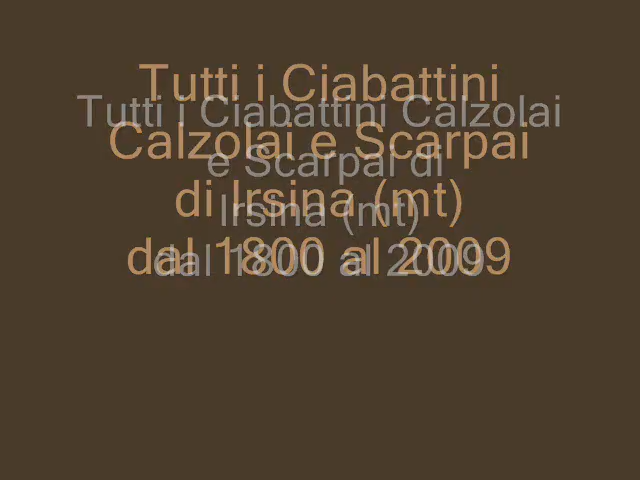 Tutti i Ciabattini
Calzolai e Scarpai
di Irsina (mt)
dal 1800 al 2009
Tutti i Ciabattini Calzolai
e Scarpai di
Irsina (mt)
dal 1800 al 2009